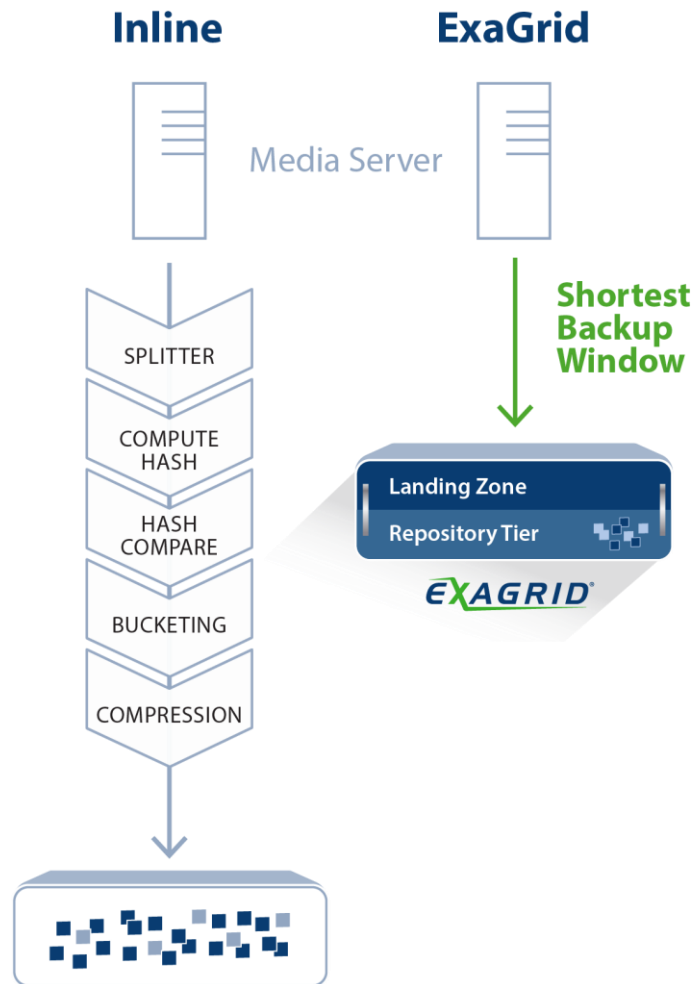 Inline
ExaGrid
Media Server
Shortest
Backup
Window
SPLITTER
COMPUTE
HASH
HASH
COMPARE
BUCKETING
COMPRESSION
Landing Zone
Repository Tier
EXAGRID®